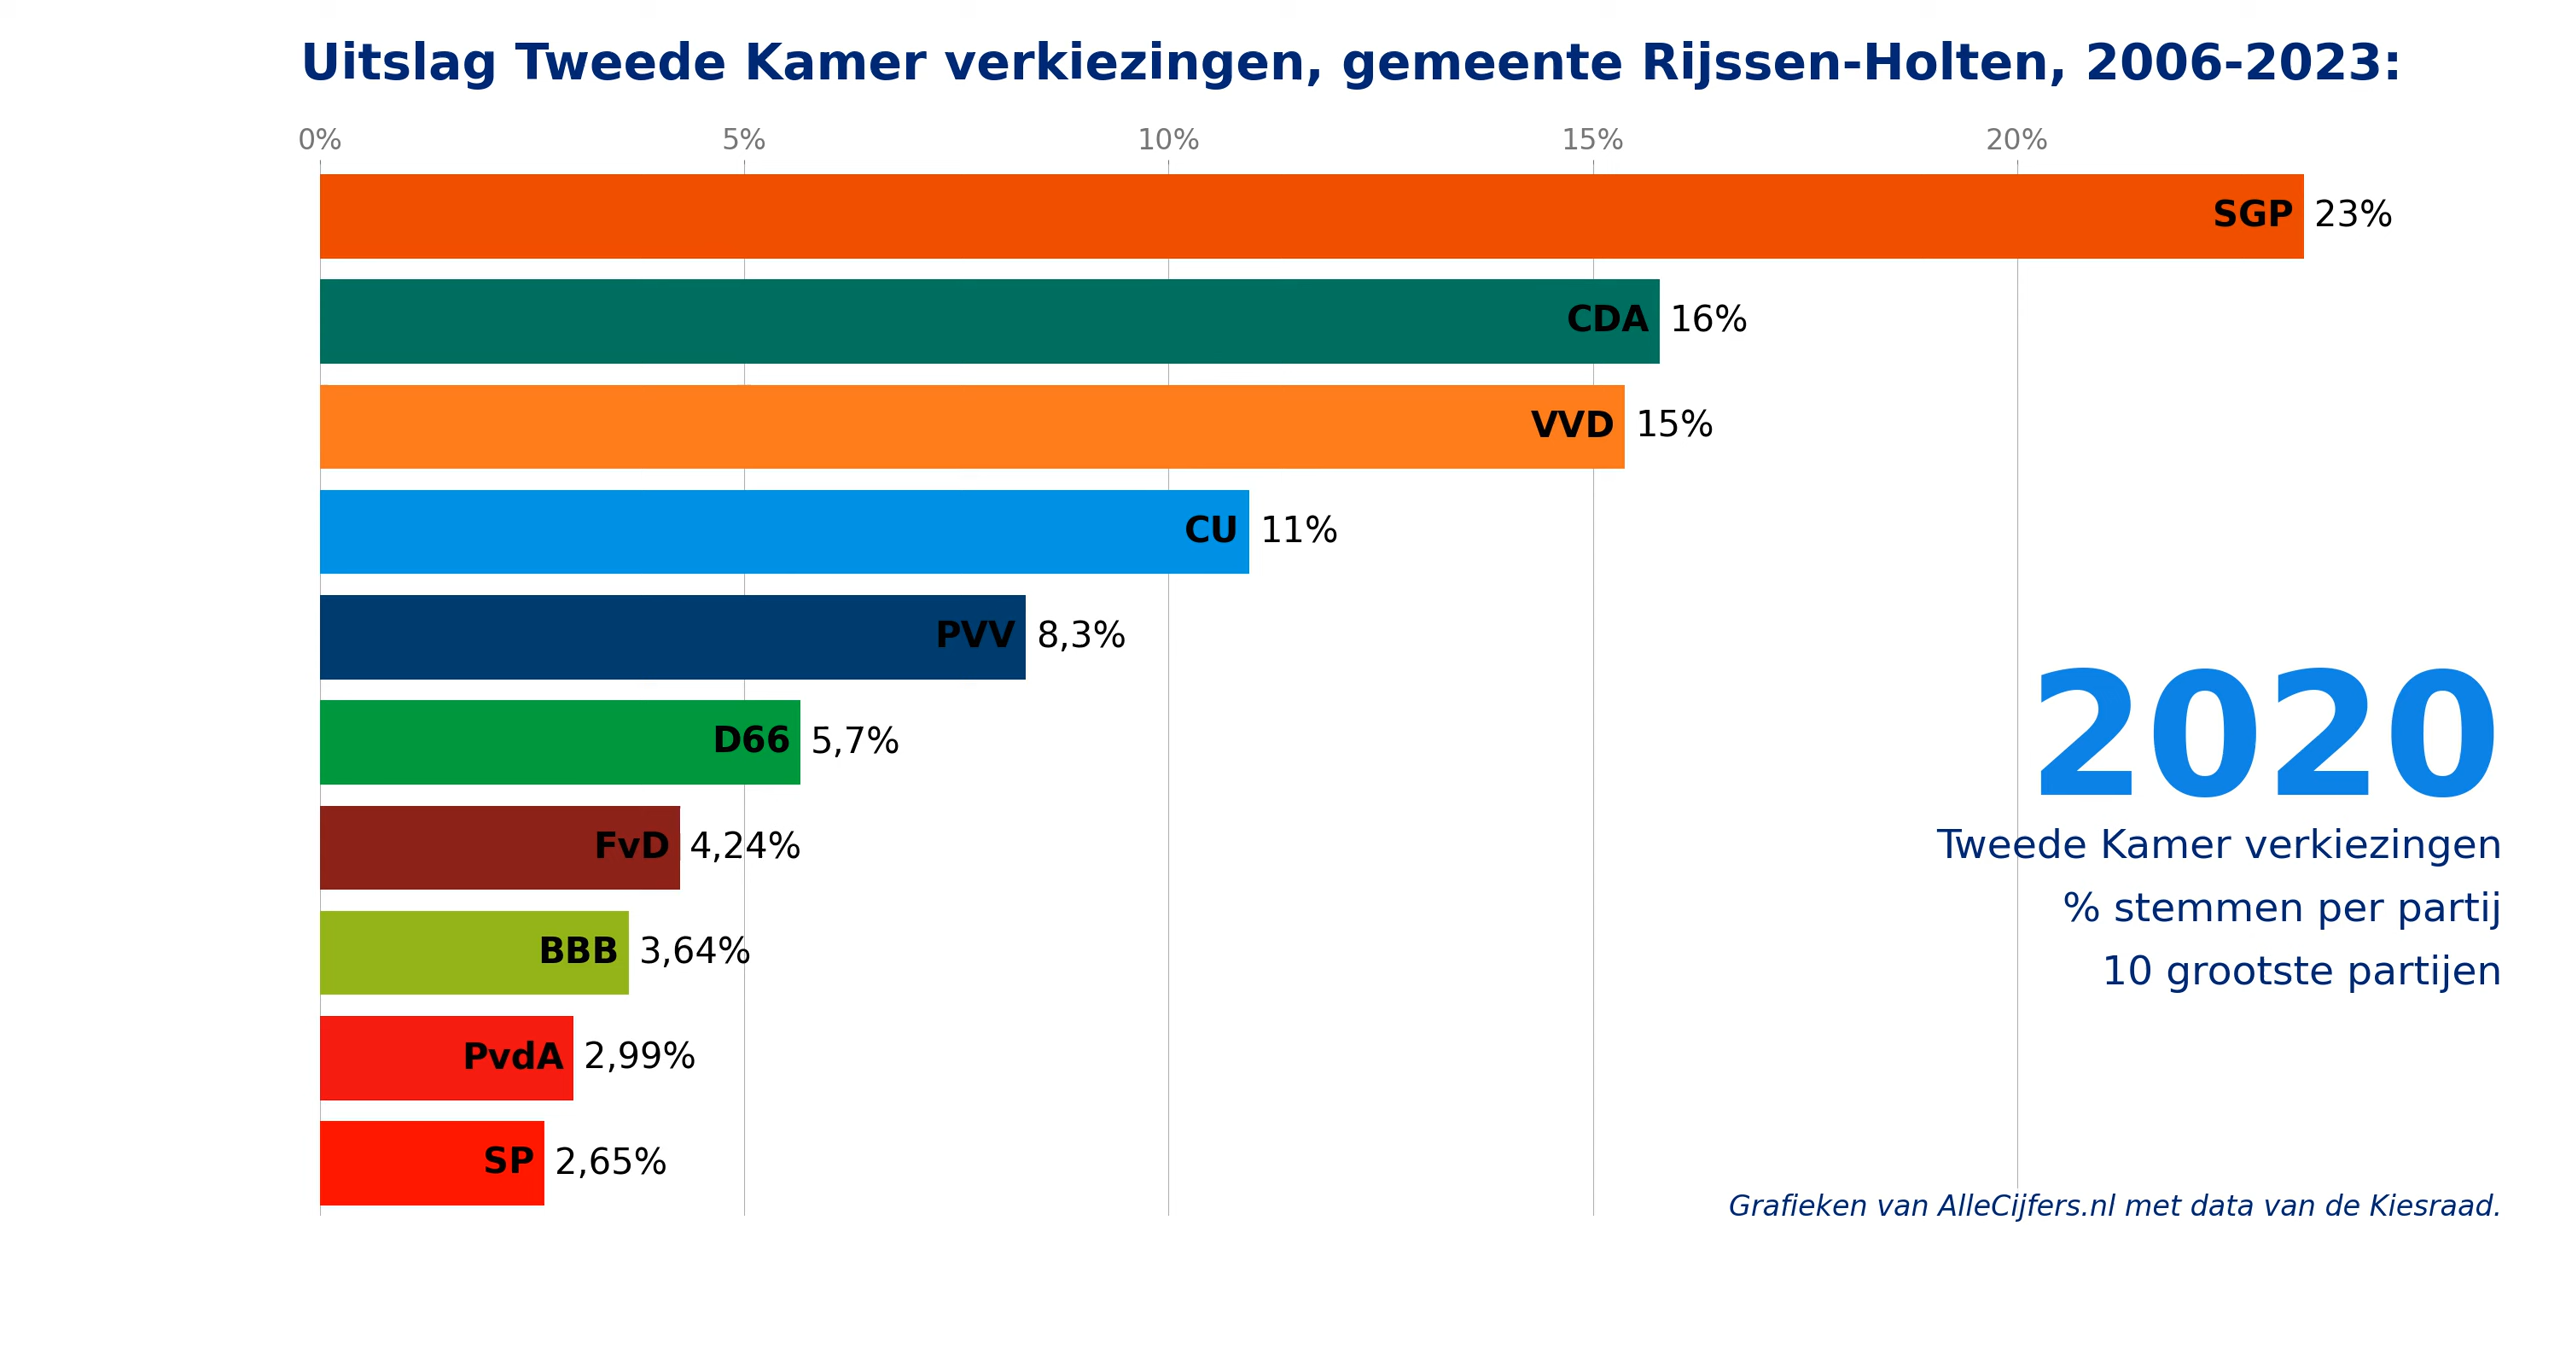 Uitslag Tweede Kamer verkiezingen, gemeente Rijssen-Holten, 2006-2023:
0% 5% 10% 15% 20%
SGP 23%
CDA 16%
VVD 15%
CU 11%
PVV 8,3%
D66 5,7%
FvD 4,24%
BBB 3,64%
PvdA 2,99%
SP 2,65%
2020
Tweede Kamer verkiezingen
% stemmen per partij
10 grootste partijen
Grafieken van AlleCijfers.nl met data van de Kiesraad.